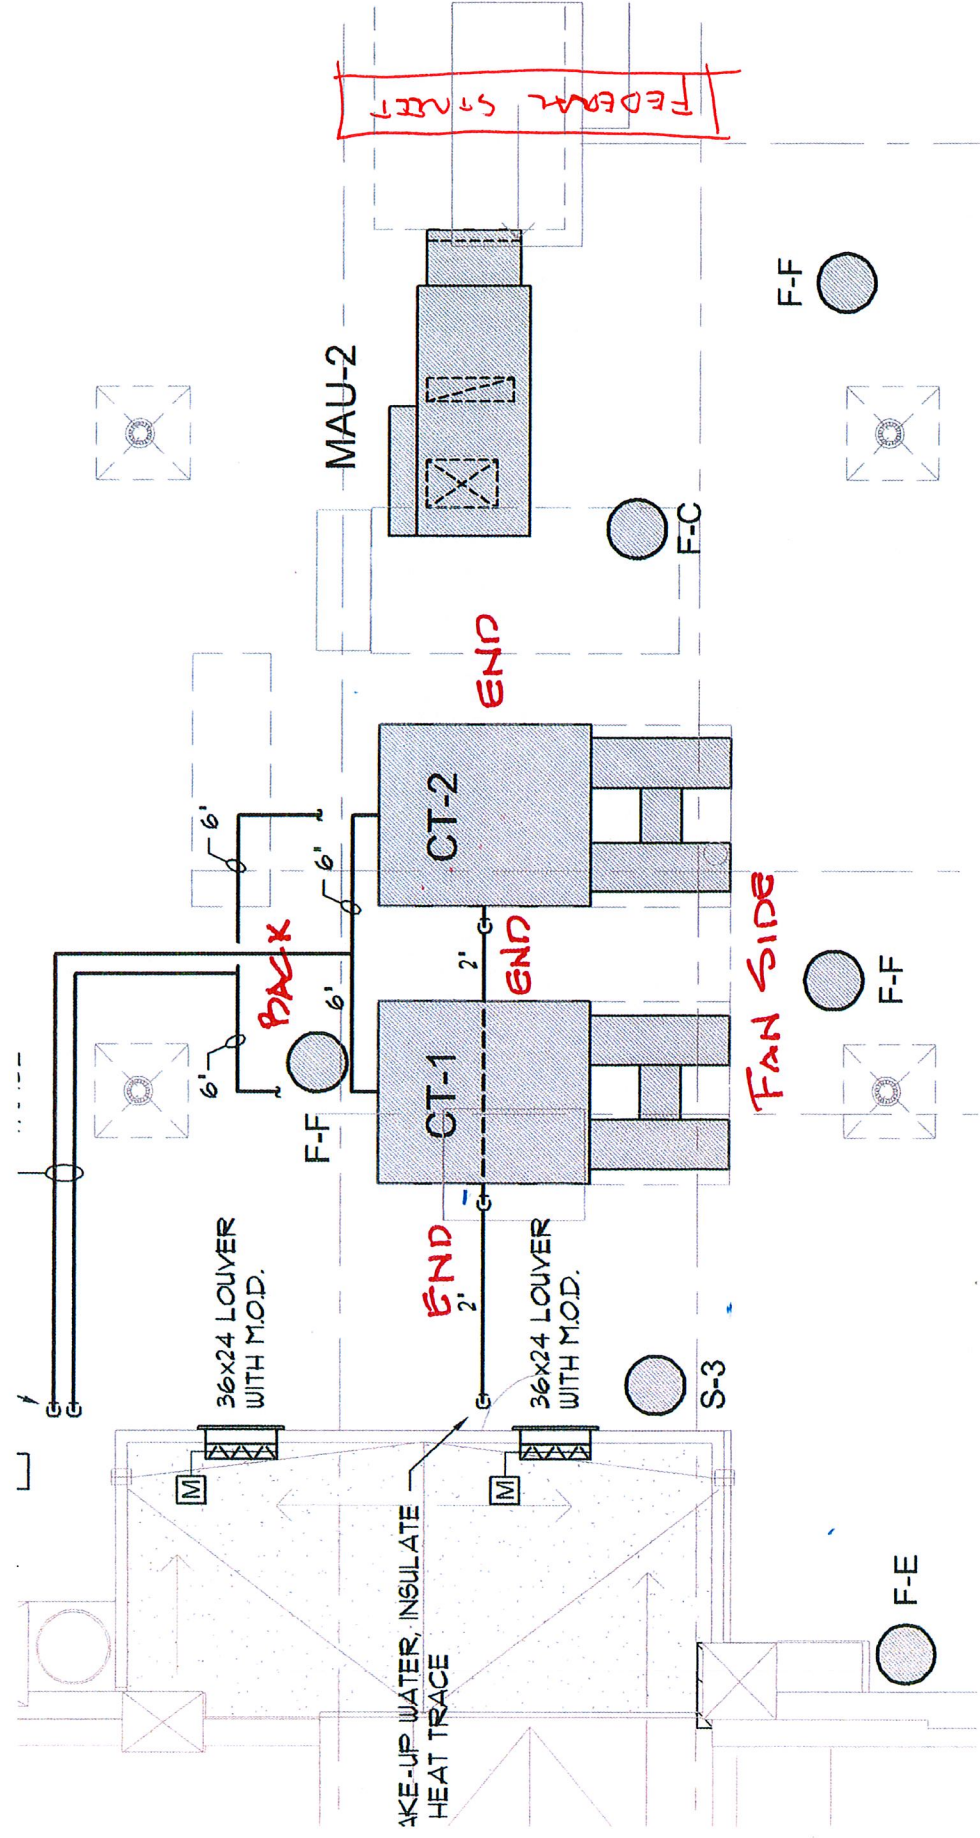 FEDERAL STREET
MAU-2
F-F
F-C
END
CT-2
6'
6'
BACK
6'
6'
2'
END
CT-1
F-F
FAN SIDE
F-F
END
2'
36x24 LOUVER
WITH M.O.D.
36x24 LOUVER
WITH M.O.D.
S-3
M
M
AKE-UP WATER, INSULATE
HEAT TRACE
F-E